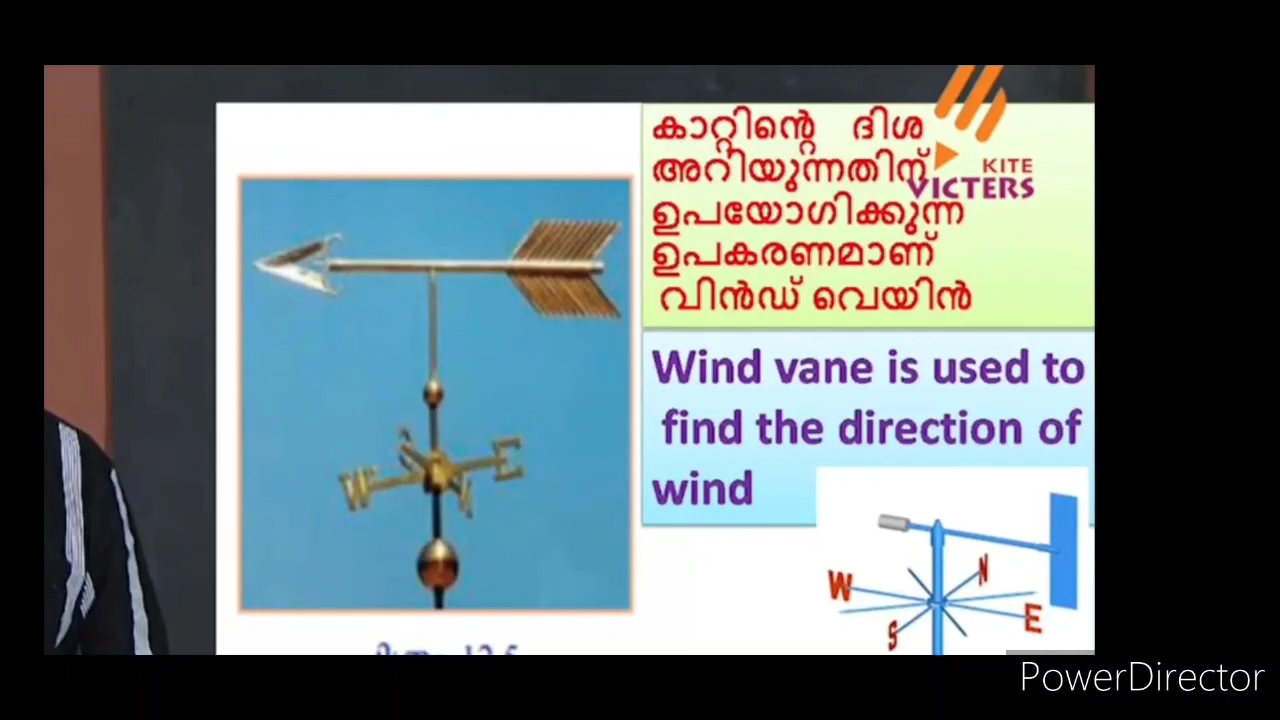 കാറ്റിന്റെ ദിശ
അറിയുന്നതിന്
ഉപയോഗിക്കുന്ന
ഉപകരണമാണ്
വിൻഡ് വെയിൻ
KITE
VICTERS
Wind vane is used to
find the direction of
wind
W
E
N
W
E
S
PowerDirector